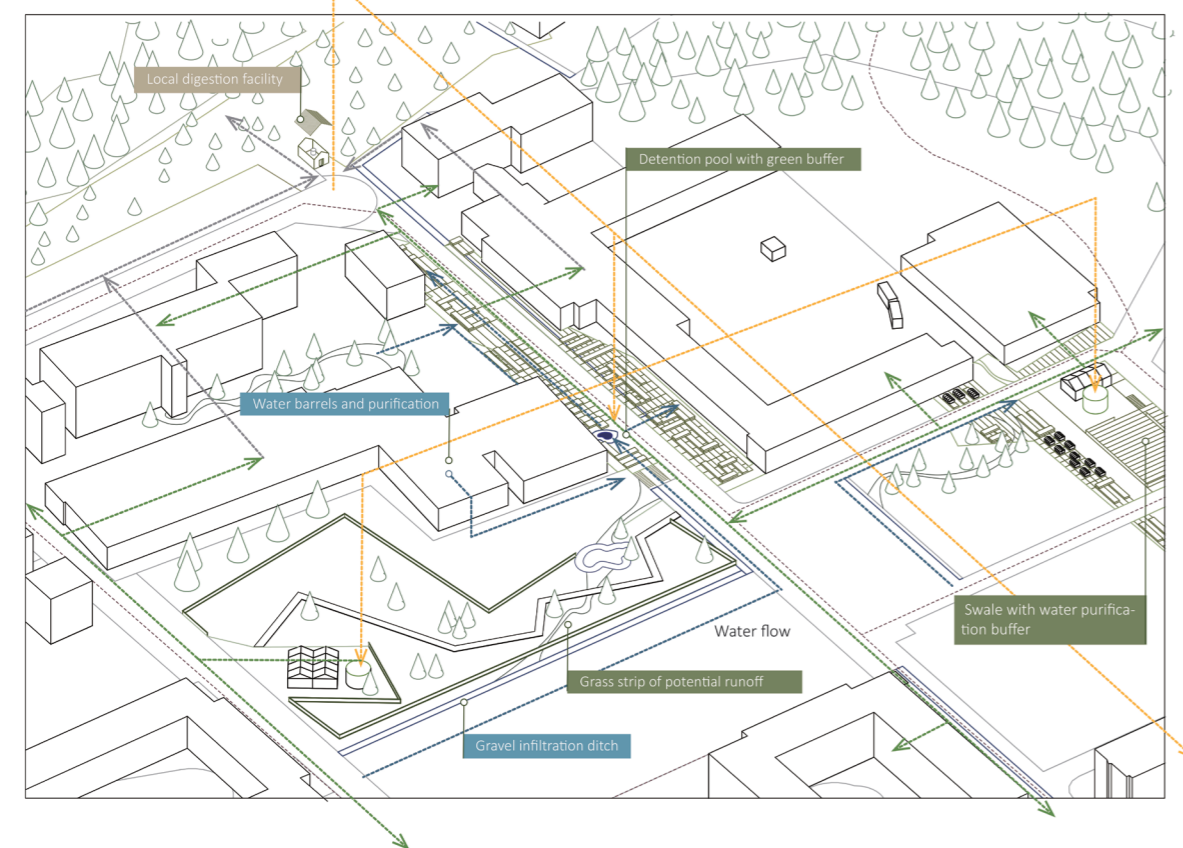 Local digestion facility
Detention pool with green buffer
Water barrels and purification
Swale with water purifica-
tion buffer
Water flow
Grass strip of potential runoff
Gravel infiltration ditch